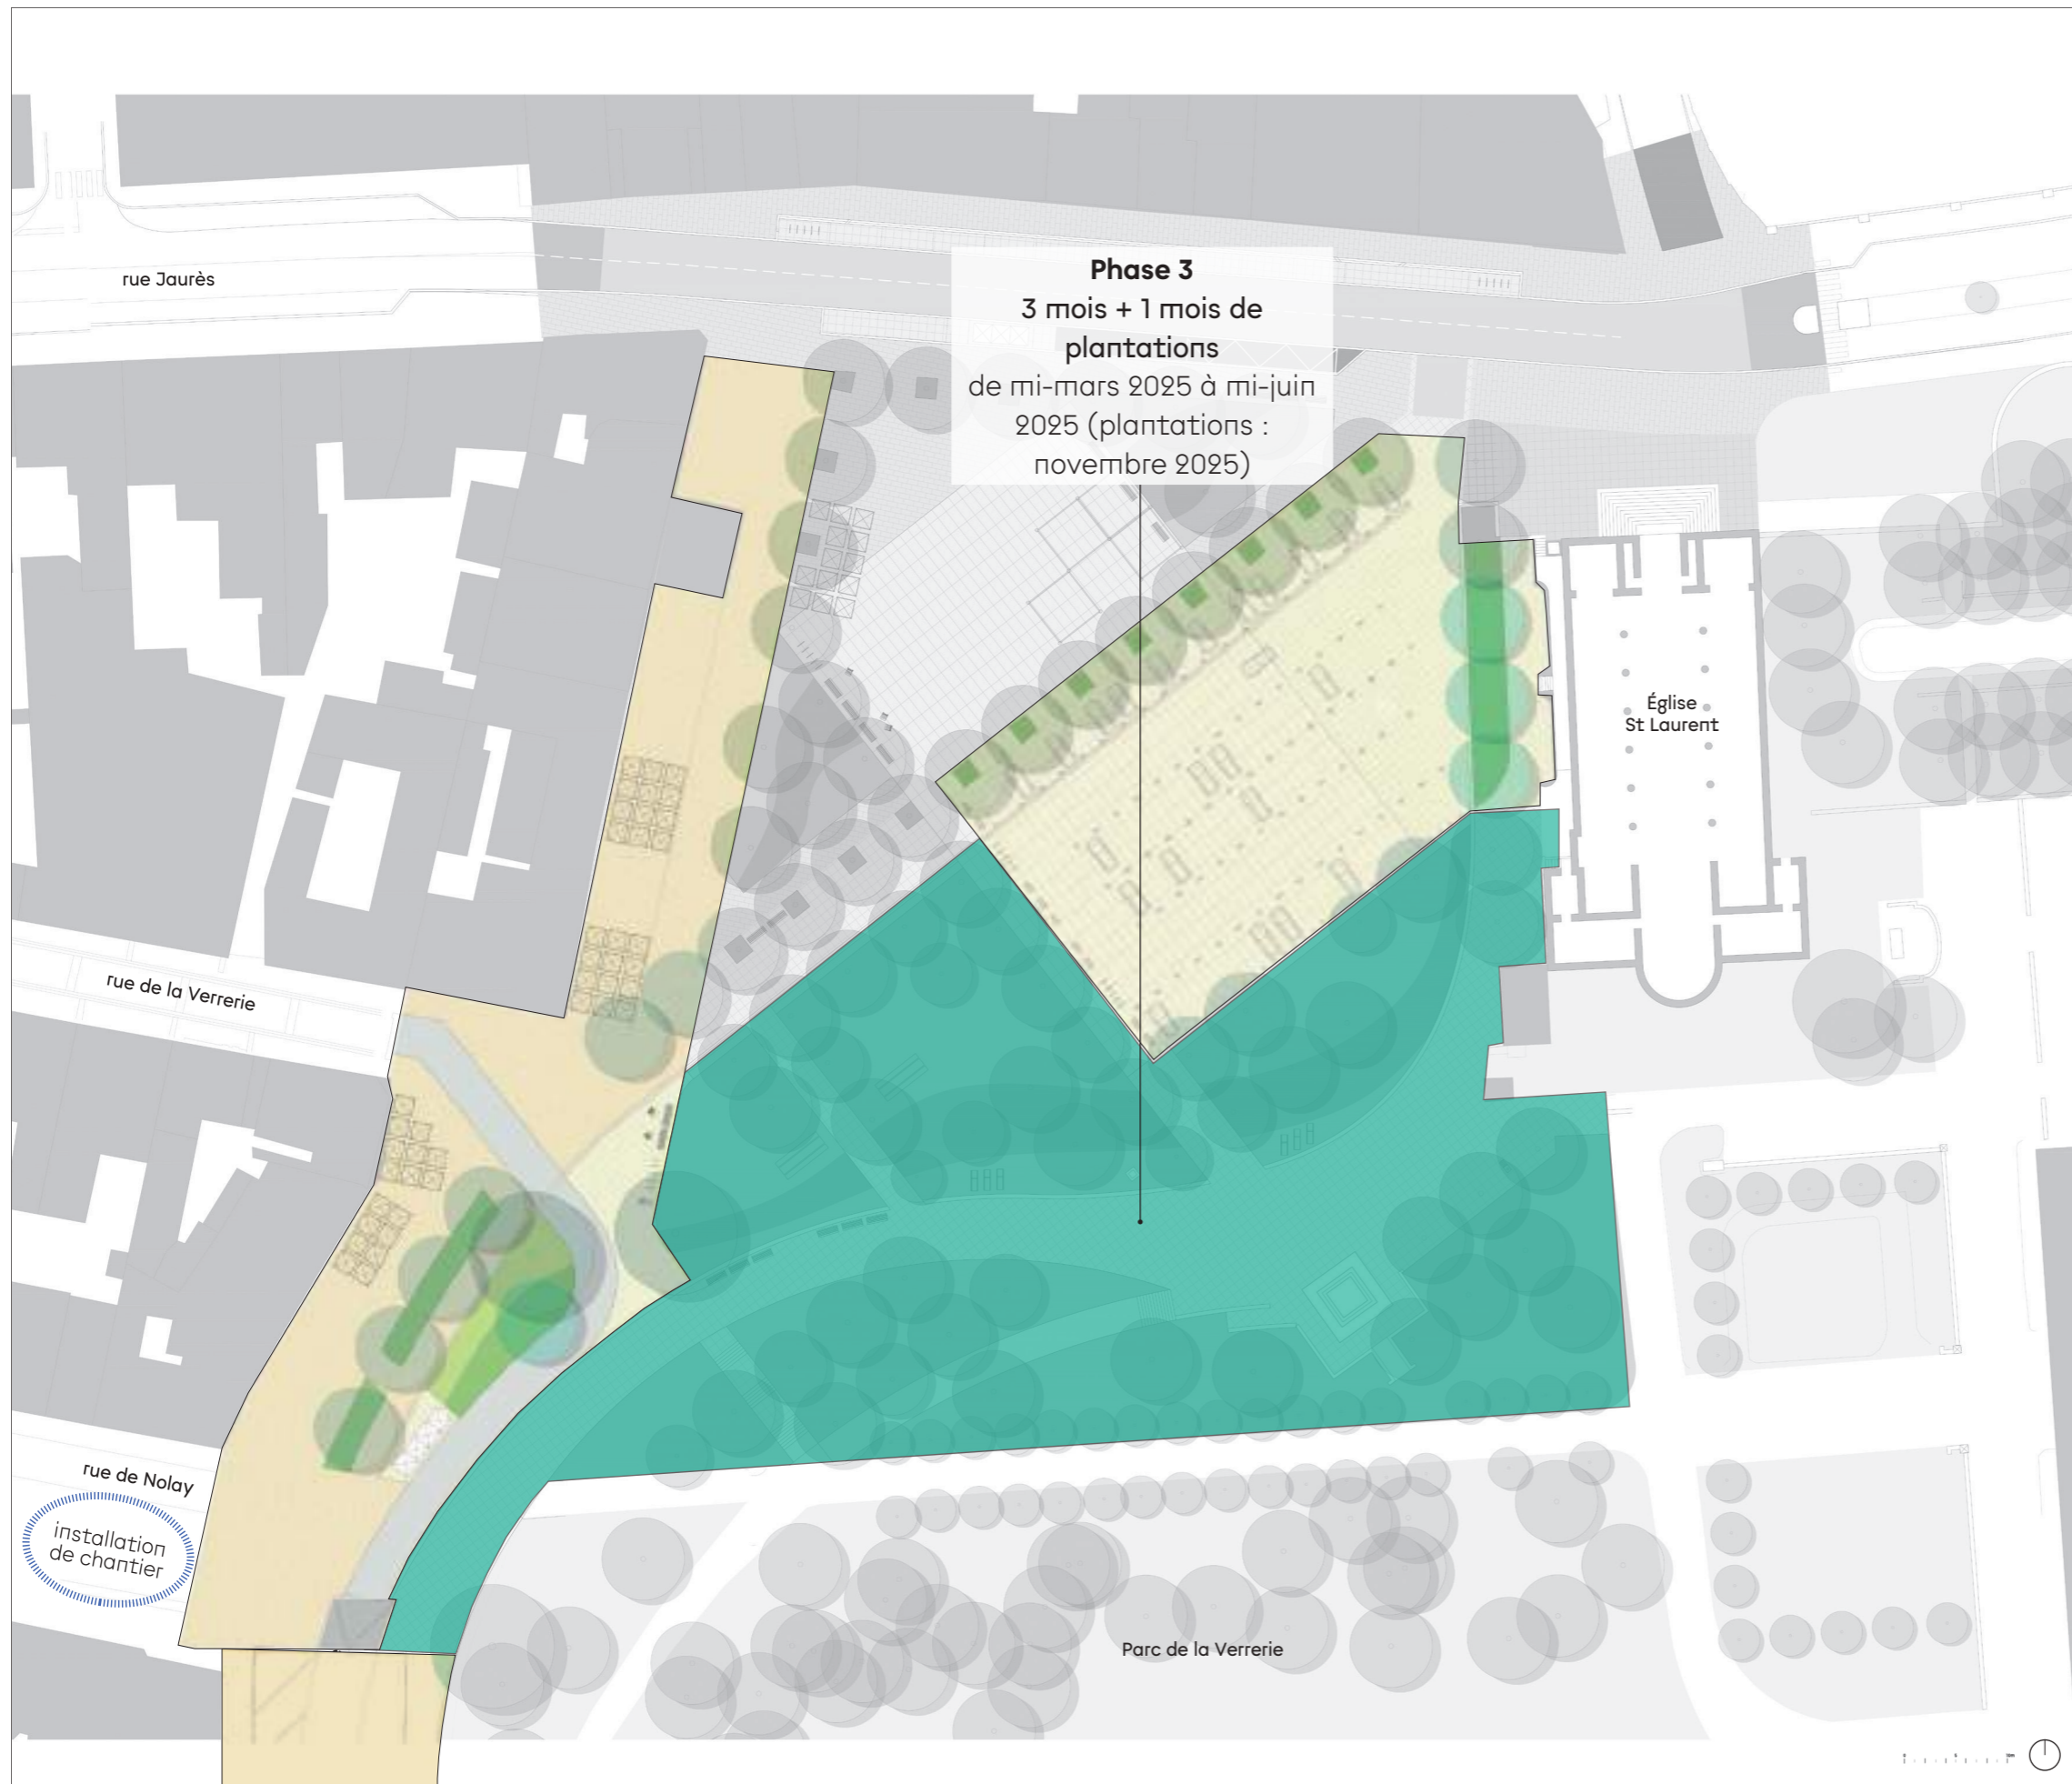 rue Jaurès
Phase 3
3 mois + 1 mois de
plantations
de mi-mars 2025 à mi-juin
2025 (plantations :
novembre 2025)
Église
St Laurent
rue de la Verrerie
rue de Nolay
installation
de chantier
Parc de la Verrerie